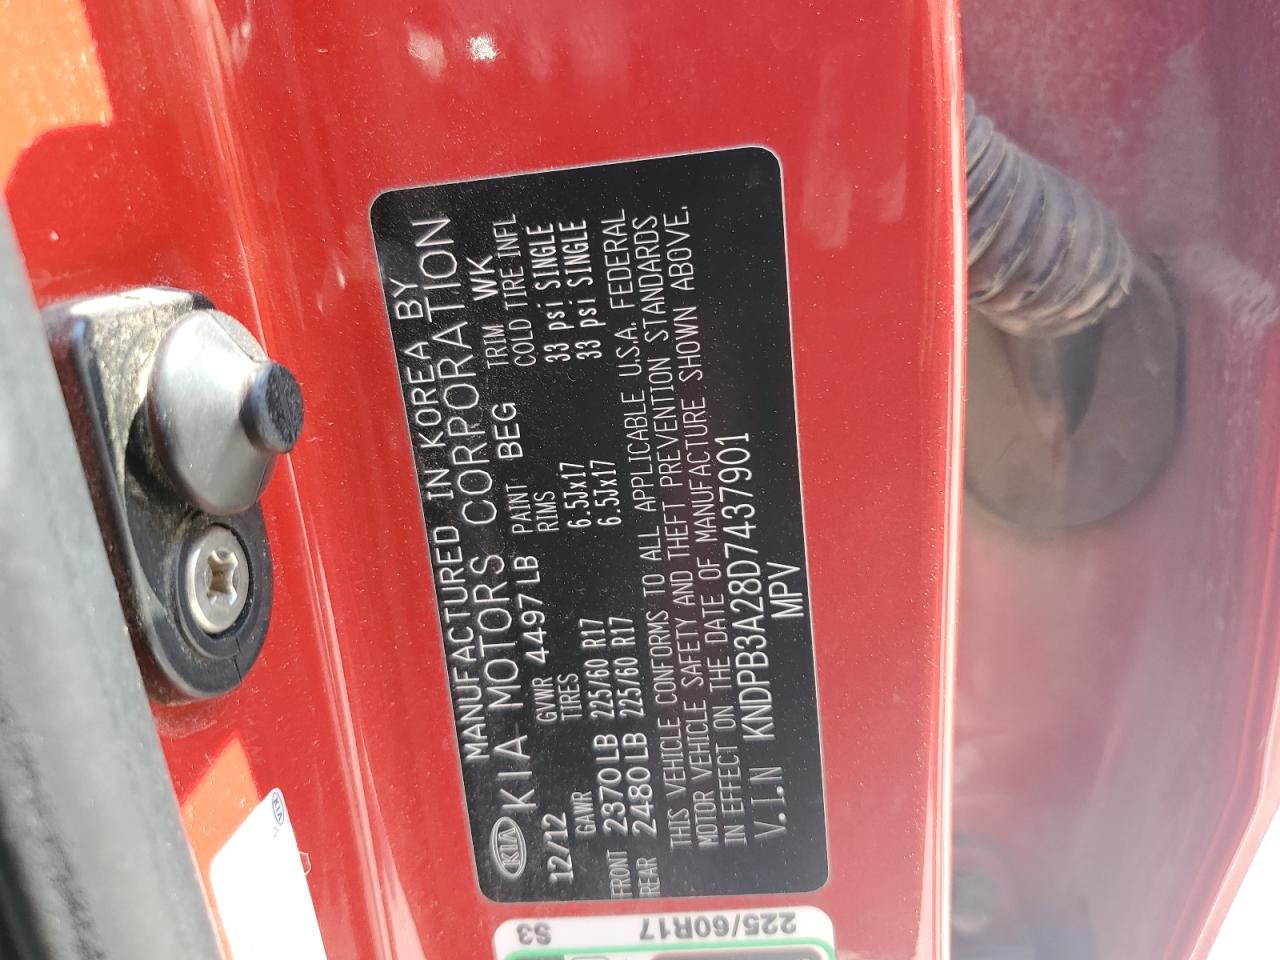 MANUFACTURED IN KOREA BY
KIA KIA MOTORS CORPORATION
12/12 GVWR 4497 LB PAINT BEG TRIM WK
GAWR TIRES RIMS COLD TIRE INFL
FRONT 2370 LB 225/60 R17 6.5Jx17 33 psi SINGLE
REAR 2480 LB 225/60 R17 6.5Jx17 33 psi SINGLE
THIS VEHICLE CONFORMS TO ALL APPLICABLE U.S.A. FEDERAL
MOTOR VEHICLE SAFETY AND THEFT PREVENTION STANDARDS
IN EFFECT ON THE DATE OF MANUFACTURE SHOWN ABOVE.
V.I.N KNDPB3A28D7437901
MPV
S3
225/60R17
KIA